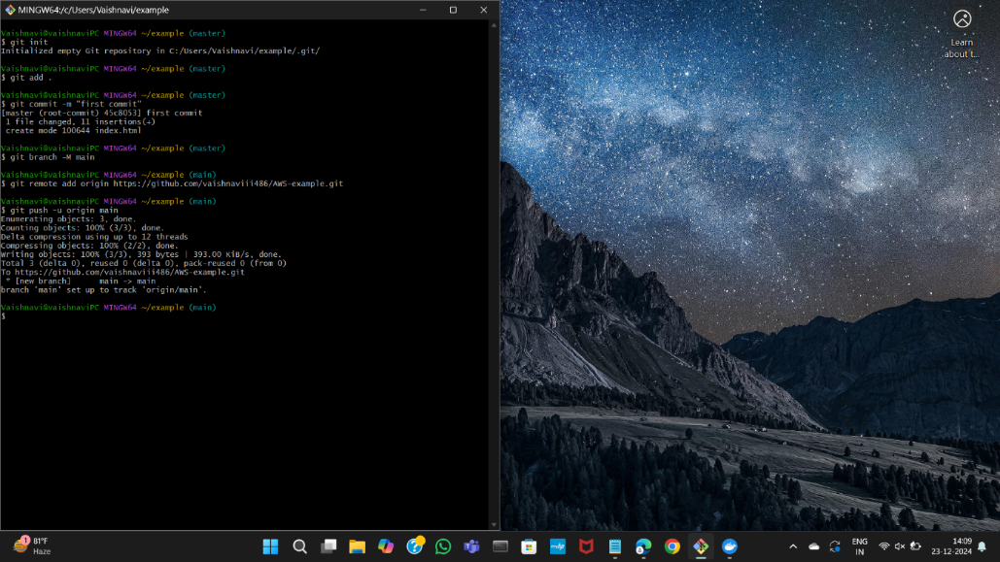 MINGW64:/c/Users/Vaishnavi/example
Vaishnavi@vaishnaviPC MINGW64 ~/example (master)
$ git init
Initialized empty Git repository in C:/Users/Vaishnavi/example/.git/
Vaishnavi@vaishnaviPC MINGW64 ~/example (master)
$ git add .
Vaishnavi@vaishnaviPC MINGW64 ~/example (master)
$ git commit -m "first commit"
[master (root-commit) 45c8053] first commit
1 file changed, 11 insertions(+)
create mode 100644 index.html
Vaishnavi@vaishnaviPC MINGW64 ~/example (master)
$ git branch -M main
Vaishnavi@vaishnaviPC MINGW64 ~/example (main)
$ git remote add origin https://github.com/vaishnaviii486/AWS-example.git
Vaishnavi@vaishnaviPC MINGW64 ~/example (main)
$ git push -u origin main
Enumerating objects: 3, done.
Counting objects: 100% (3/3), done.
Delta compression using up to 12 threads
Compressing objects: 100% (2/2), done.
Writing objects: 100% (3/3), 393 bytes | 393.00 KiB/s, done.
Total 3 (delta 0), reused 0 (delta 0), pack-reused 0 (from 0)
To https://github.com/vaishnaviii486/AWS-example.git
* [new branch]      main -> main
branch 'main' set up to track 'origin/main'.
Vaishnavi@vaishnaviPC MINGW64 ~/example (main)
$
Learn
about t...
1
81°F
Haze
ENG
IN
14:09
23-12-2024